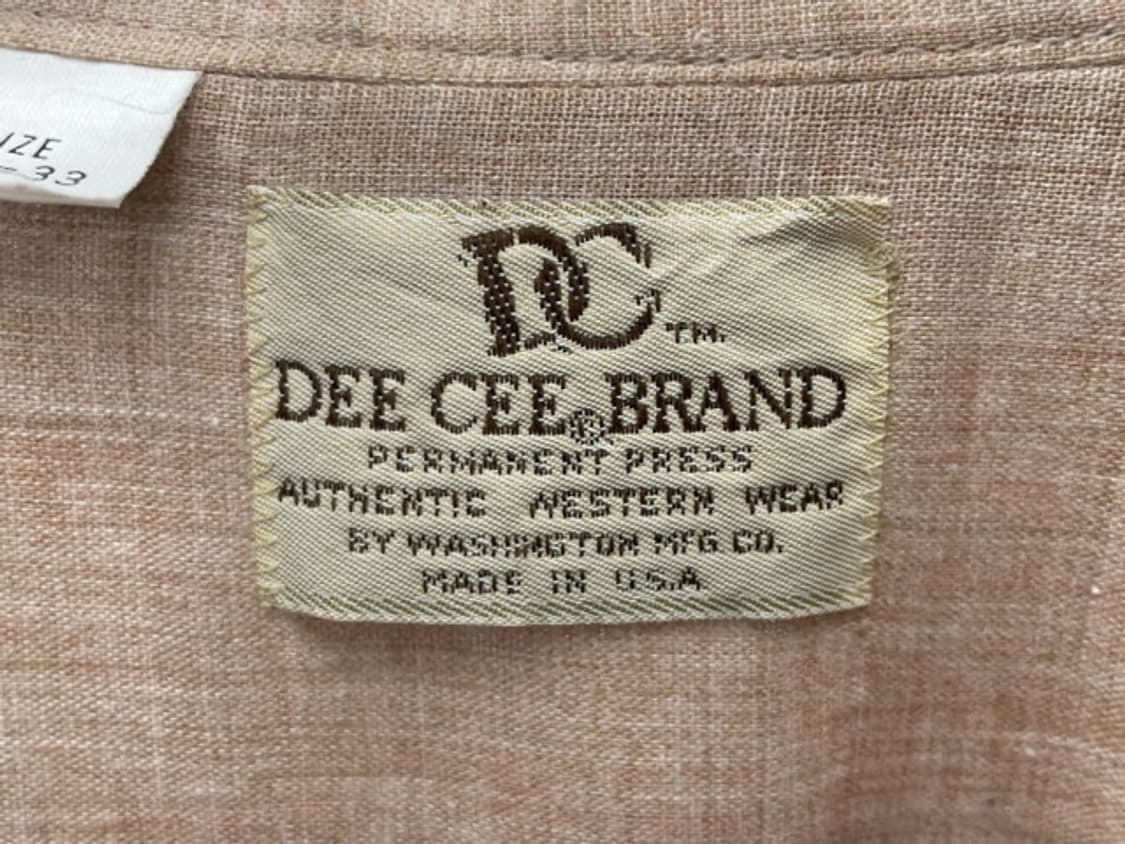 IZE
33
DC TM.
DEE CEE ® BRAND
PERMANENT PRESS
AUTHENTIC WESTERN WEAR
BY WASHINGTON MFG. CO.
MADE IN U.S.A